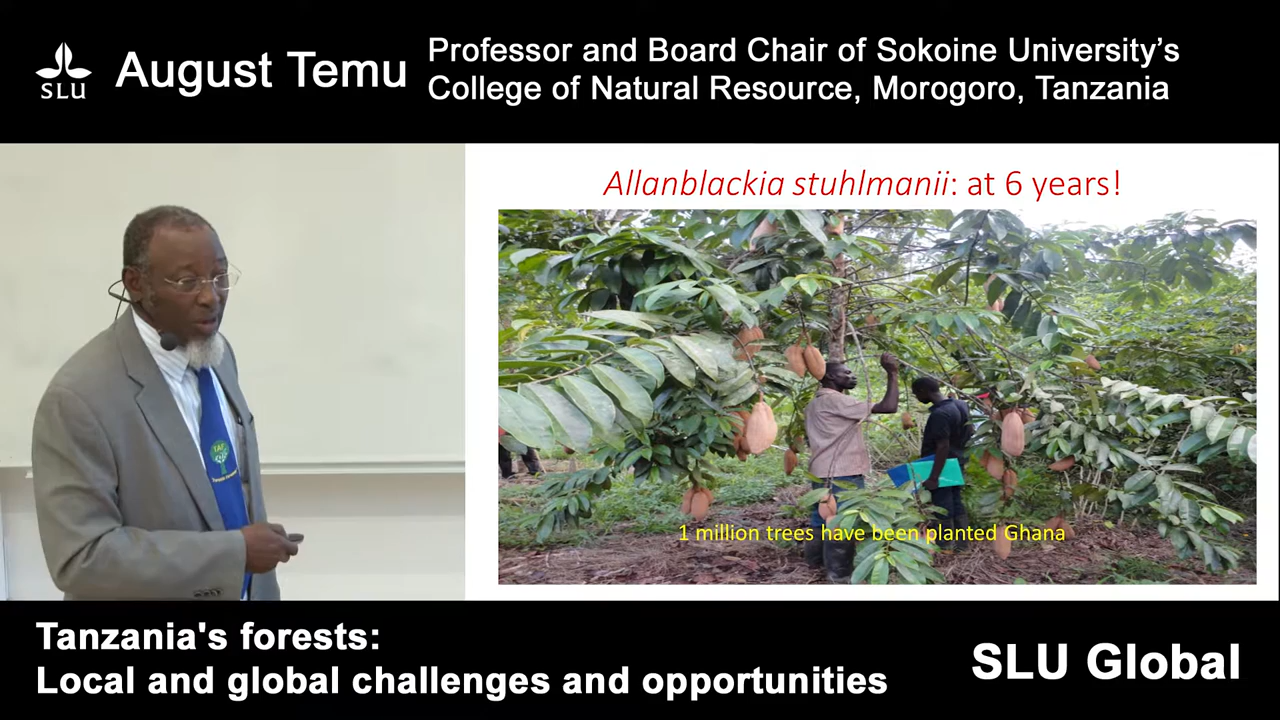 SLU
August Temu
Professor and Board Chair of Sokoine University's
College of Natural Resource, Morogoro, Tanzania
Allanblackia stuhlmanii: at 6 years!
1 million trees have been planted Ghana
Tanzania's forests:
Local and global challenges and opportunities
SLU Global